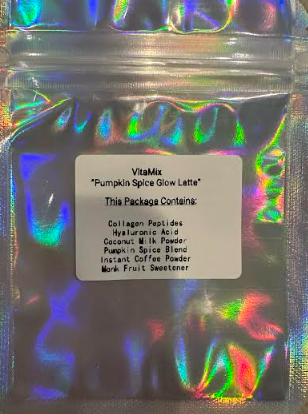 VitaMix
"Pumpkin Spice Glow Latte"
This Package Contains:
Collagen Peptides
Hyaluronic Acid
Coconut Milk Powder
Pumpkin Spice Blend
Instant Coffee Powder
Monk Fruit Sweetener